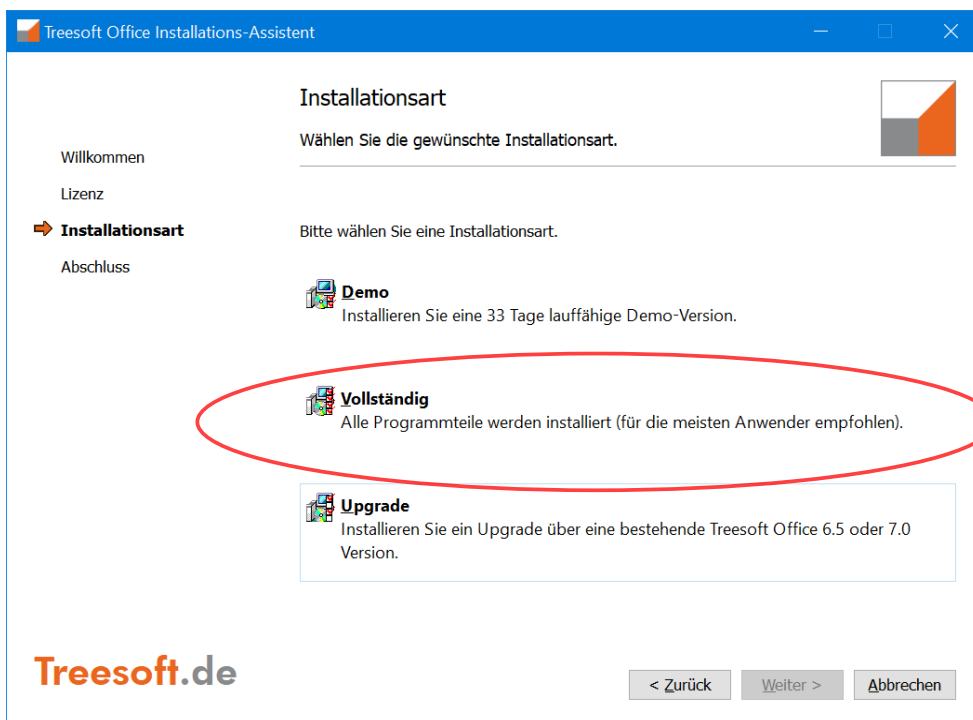 Treesoft Office Installations-Assistent
Installationsart
Wählen Sie die gewünschte Installationsart.
Willkommen
Lizenz
Installationsart
Abschluss
Bitte wählen Sie eine Installationsart.
Demo
Installieren Sie eine 33 Tage lauffähige Demo-Version.
Vollständig
Alle Programmteile werden installiert (für die meisten Anwender empfohlen).
Upgrade
Installieren Sie ein Upgrade über eine bestehende Treesoft Office 6.5 oder 7.0
Version.
Treesoft.de
< Zurück
Weiter >
Abbrechen